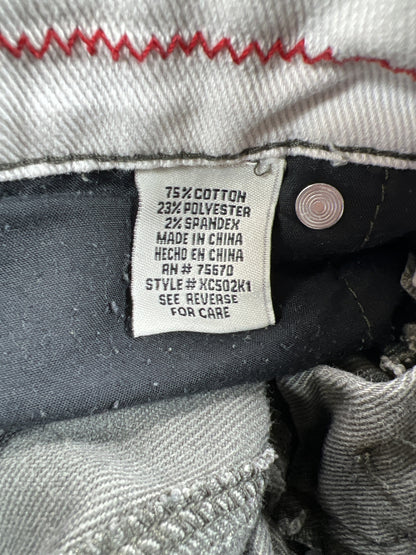 75% COTTON
23% POLYESTER
2% SPANDEX
MADE IN CHINA
HECHO EN CHINA
RN # 75670
STYLE # XC502K1
SEE REVERSE
FOR CARE